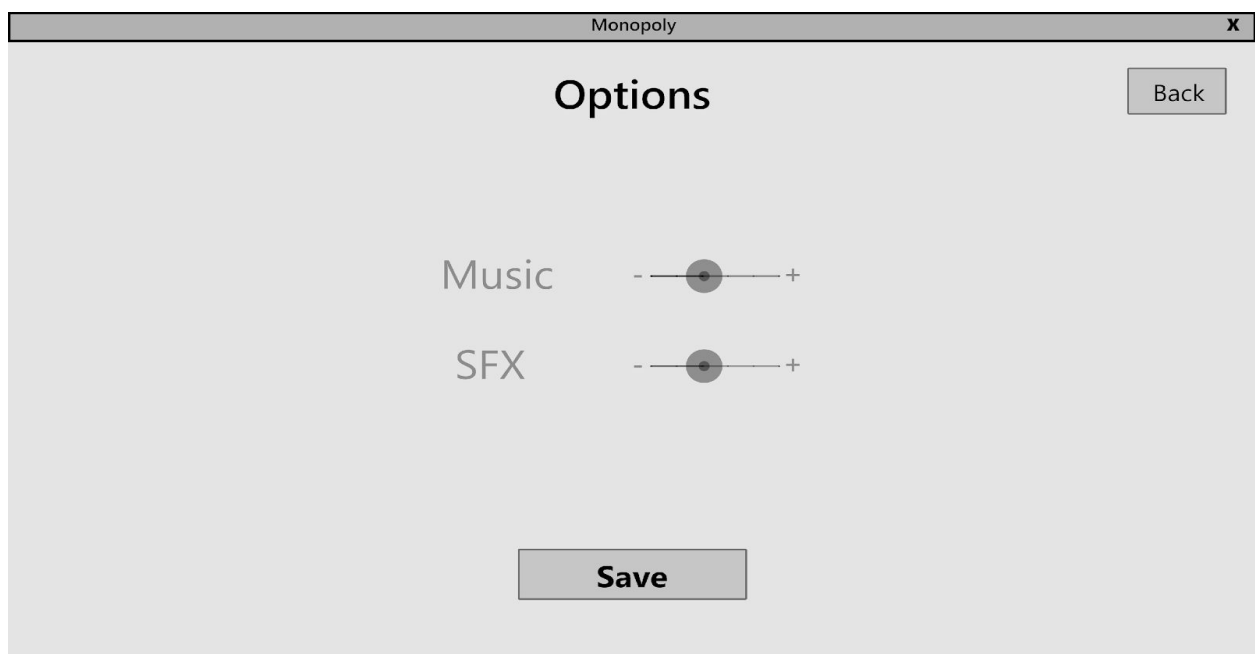 Monopoly X
Options
Back
Music - +
SFX - +
Save